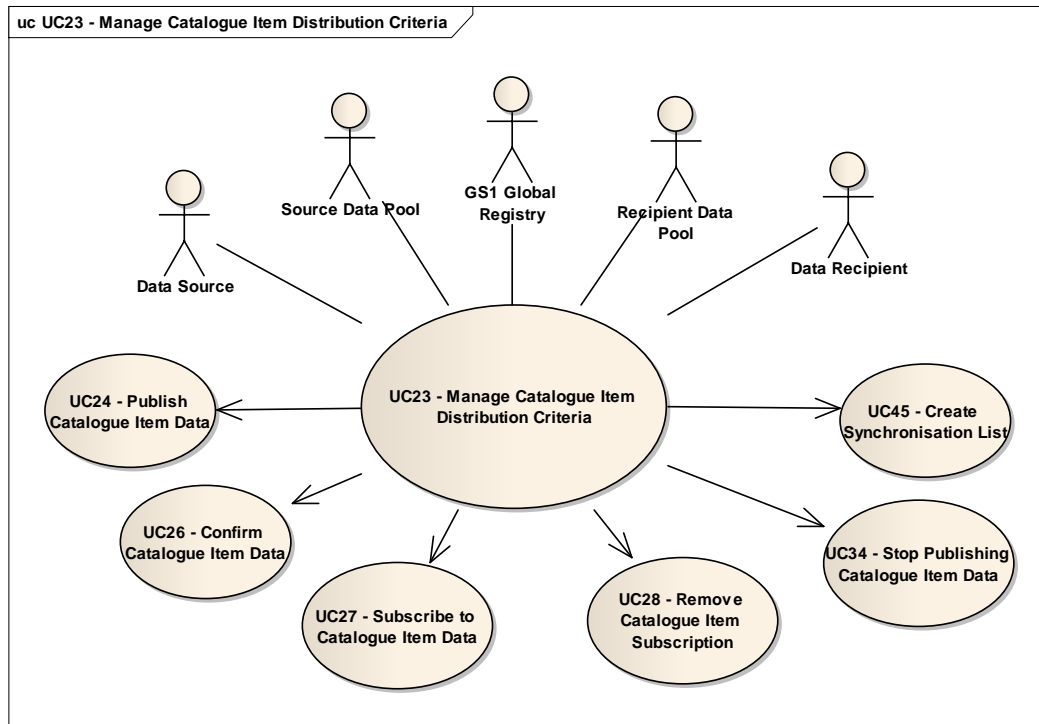 uc UC23 - Manage Catalogue Item Distribution Criteria
GS1 Global
Registry
Source Data Pool
Recipient Data
Pool
Data Source
Data Recipient
UC23 - Manage Catalogue Item
Distribution Criteria
UC24 - Publish
Catalogue Item Data
UC45 - Create
Synchronisation List
UC26 - Confirm
Catalogue Item Data
UC34 - Stop Publishing
Catalogue Item Data
UC27 - Subscribe to
Catalogue Item Data
UC28 - Remove
Catalogue Item
Subscription